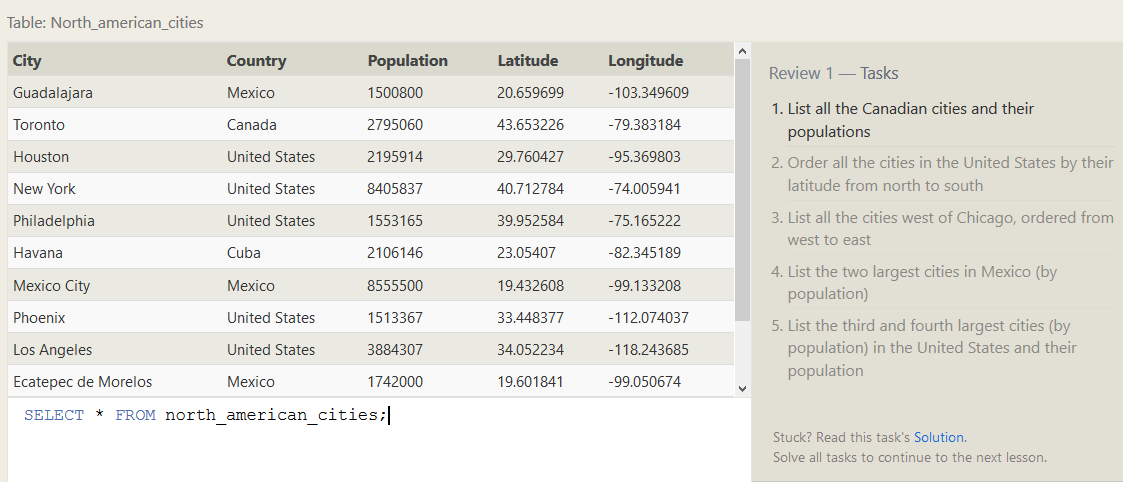 Table: North_american_cities
City Country Population Latitude Longitude
Guadalajara Mexico 1500800 20.659699 -103.349609
Toronto Canada 2795060 43.653226 -79.383184
Houston United States 2195914 29.760427 -95.369803
New York United States 8405837 40.712784 -74.005941
Philadelphia United States 1553165 39.952584 -75.165222
Havana Cuba 2106146 23.05407 -82.345189
Mexico City Mexico 8555500 19.432608 -99.133208
Phoenix United States 1513367 33.448377 -112.074037
Los Angeles United States 3884307 34.052234 -118.243685
Ecatepec de Morelos Mexico 1742000 19.601841 -99.050674
SELECT * FROM north_american_cities;
Review 1 — Tasks
1. List all the Canadian cities and their
populations
2. Order all the cities in the United States by their
latitude from north to south
3. List all the cities west of Chicago, ordered from
west to east
4. List the two largest cities in Mexico (by
population)
5. List the third and fourth largest cities (by
population) in the United States and their
population
Stuck? Read this task's Solution.
Solve all tasks to continue to the next lesson.